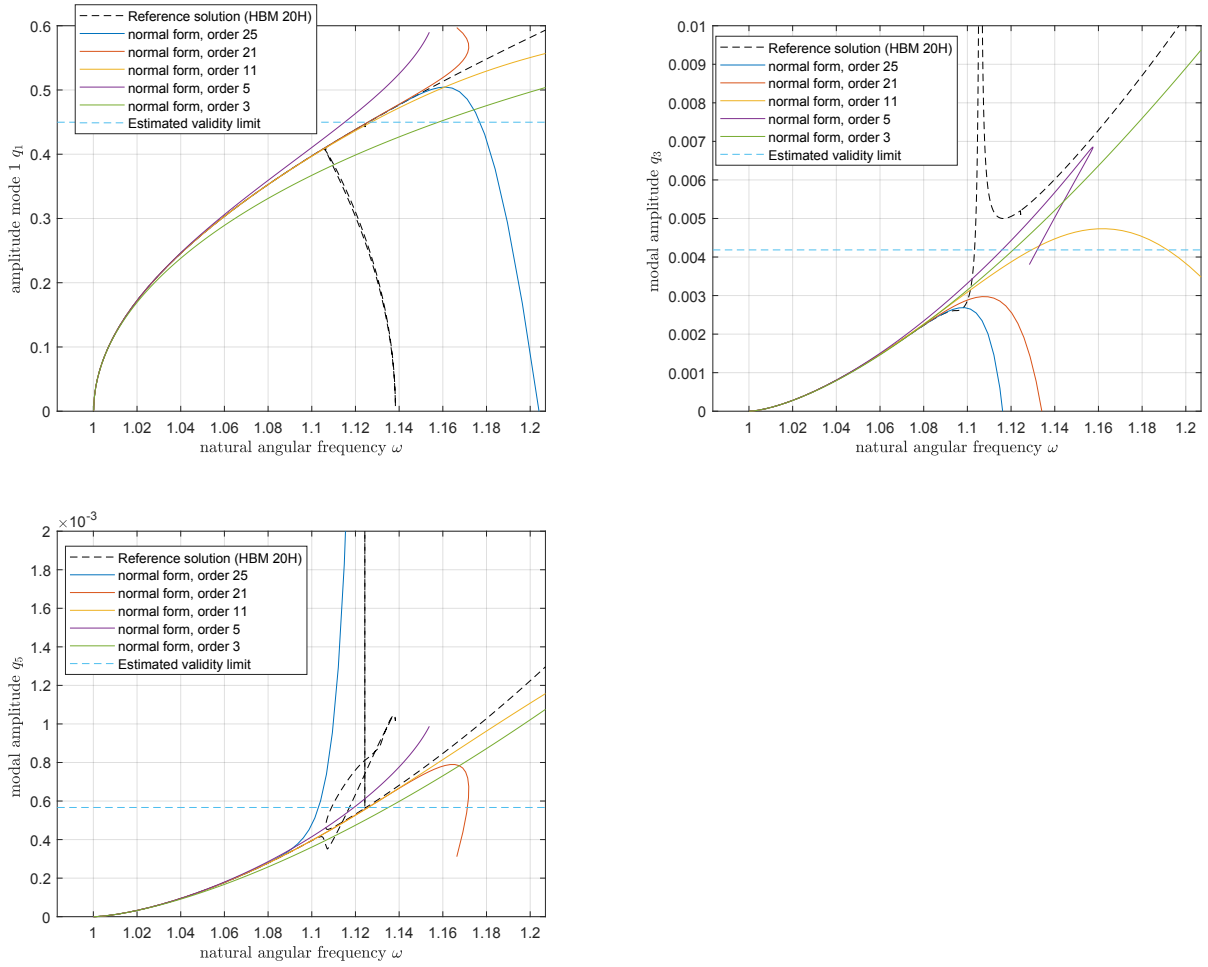 0.6
0.5
0.4
0.3
0.2
0.1
0
amplitude mode 1 q₁
Reference solution (HBM 20H)
normal form, order 25
normal form, order 21
normal form, order 11
normal form, order 5
normal form, order 3
Estimated validity limit
1 1.02 1.04 1.06 1.08 1.10 1.12 1.14 1.16 1.18 1.2
natural angular frequency ω
0.01
0.009
0.008
0.007
0.006
0.005
0.004
0.003
0.002
0.001
0
modal amplitude q₃
Reference solution (HBM 20H)
normal form, order 25
normal form, order 21
normal form, order 11
normal form, order 5
normal form, order 3
Estimated validity limit
1 1.02 1.04 1.06 1.08 1.10 1.12 1.14 1.16 1.18 1.2
natural angular frequency ω
×10⁻³
2
1.8
1.6
1.4
1.2
1
0.8
0.6
0.4
0.2
0
modal amplitude q₅
Reference solution (HBM 20H)
normal form, order 25
normal form, order 21
normal form, order 11
normal form, order 5
normal form, order 3
Estimated validity limit
1 1.02 1.04 1.06 1.08 1.10 1.12 1.14 1.16 1.18 1.2
natural angular frequency ω